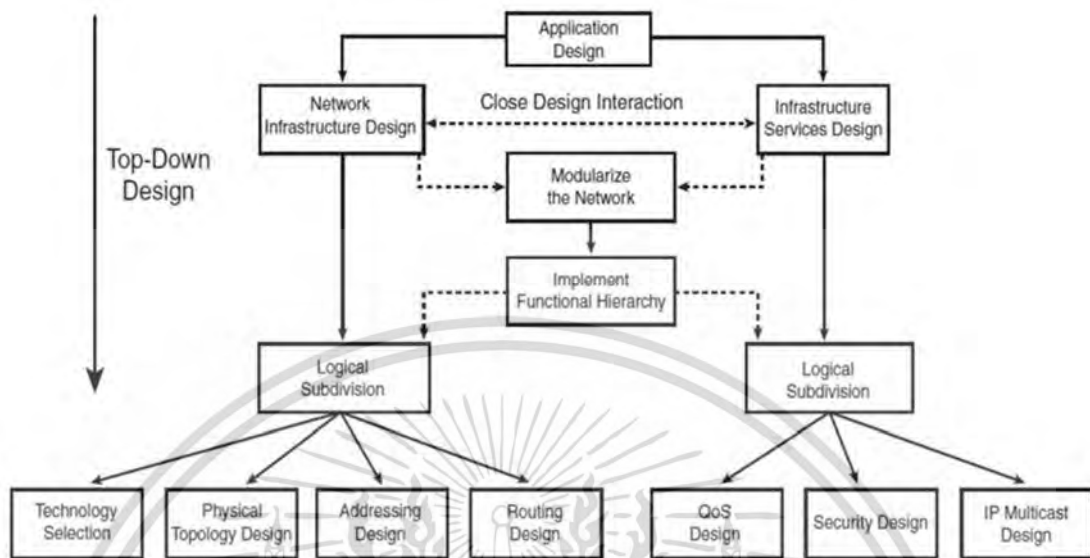 Application
Design
Network
Infrastructure Design
Close Design Interaction
Infrastructure
Services Design
Top-Down
Design
Modularize
the Network
Implement
Functional Hierarchy
Logical
Subdivision
Logical
Subdivision
Technology
Selection
Physical
Topology Design
Addressing
Design
Routing
Design
QoS
Design
Security Design
IP Multicast
Design